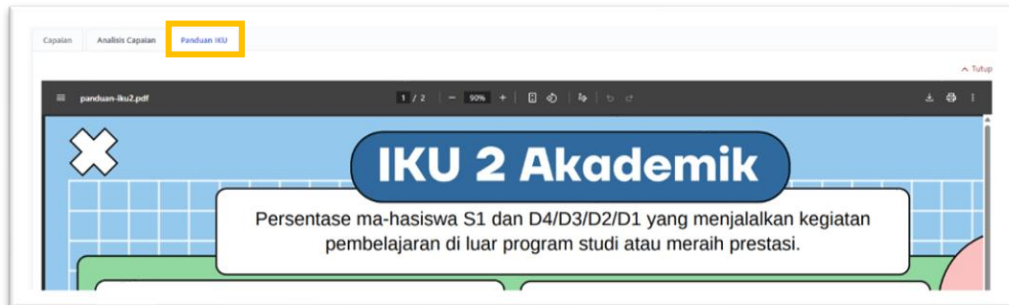 Capaian Analisis Capaian Panduan IKU
Tutup
panduan-iku2.pdf 1 / 2 90%
IKU 2 Akademik
Persentase ma-hasiswa S1 dan D4/D3/D2/D1 yang menjalalkan kegiatan
pembelajaran di luar program studi atau meraih prestasi.